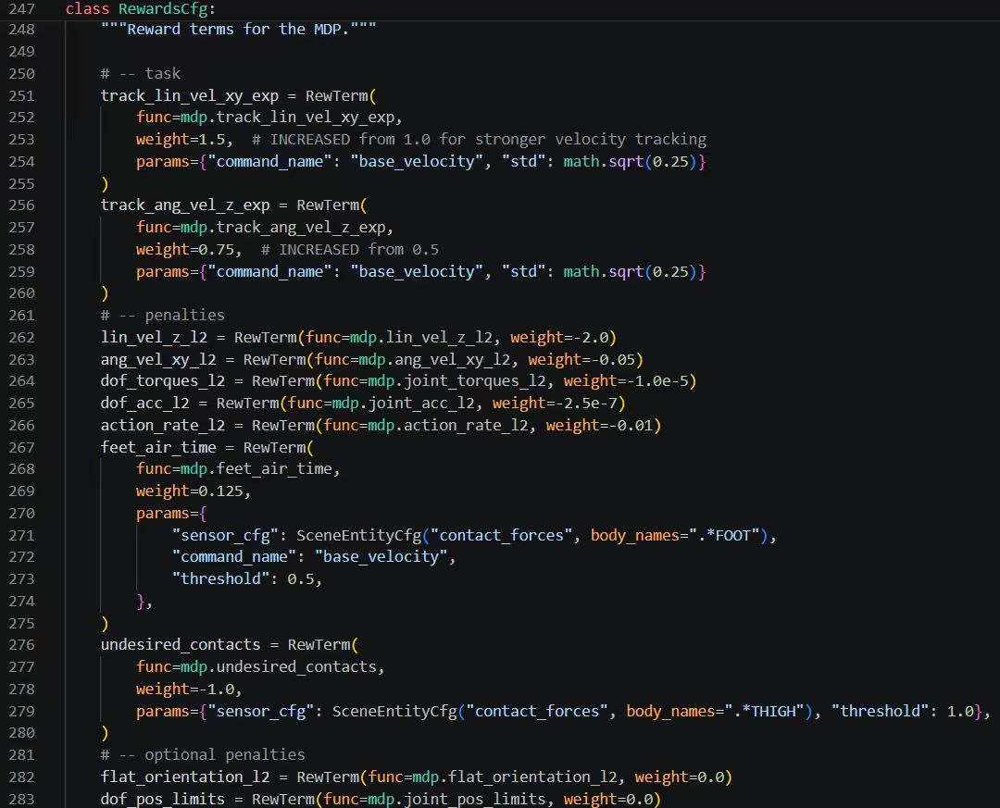 247 class RewardsCfg:
248 """Reward terms for the MDP."""
249
250 # -- task
251 track_lin_vel_xy_exp = RewTerm(
252 func=mdp.track_lin_vel_xy_exp,
253 weight=1.5,  # INCREASED from 1.0 for stronger velocity tracking
254 params={"command_name": "base_velocity", "std": math.sqrt(0.25)}
255 )
256 track_ang_vel_z_exp = RewTerm(
257 func=mdp.track_ang_vel_z_exp,
258 weight=0.75,  # INCREASED from 0.5
259 params={"command_name": "base_velocity", "std": math.sqrt(0.25)}
260 )
261 # -- penalties
262 lin_vel_z_l2 = RewTerm(func=mdp.lin_vel_z_l2, weight=-2.0)
263 ang_vel_xy_l2 = RewTerm(func=mdp.ang_vel_xy_l2, weight=-0.05)
264 dof_torques_l2 = RewTerm(func=mdp.joint_torques_l2, weight=-1.0e-5)
265 dof_acc_l2 = RewTerm(func=mdp.joint_acc_l2, weight=-2.5e-7)
266 action_rate_l2 = RewTerm(func=mdp.action_rate_l2, weight=-0.01)
267 feet_air_time = RewTerm(
268 func=mdp.feet_air_time,
269 weight=0.125,
270 params={
271 "sensor_cfg": SceneEntityCfg("contact_forces", body_names=".*FOOT"),
272 "command_name": "base_velocity",
273 "threshold": 0.5,
274 },
275 )
276 undesired_contacts = RewTerm(
277 func=mdp.undesired_contacts,
278 weight=-1.0,
279 params={"sensor_cfg": SceneEntityCfg("contact_forces", body_names=".*THIGH"), "threshold": 1.0},
280 )
281 # -- optional penalties
282 flat_orientation_l2 = RewTerm(func=mdp.flat_orientation_l2, weight=0.0)
283 dof_pos_limits = RewTerm(func=mdp.joint_pos_limits, weight=0.0)